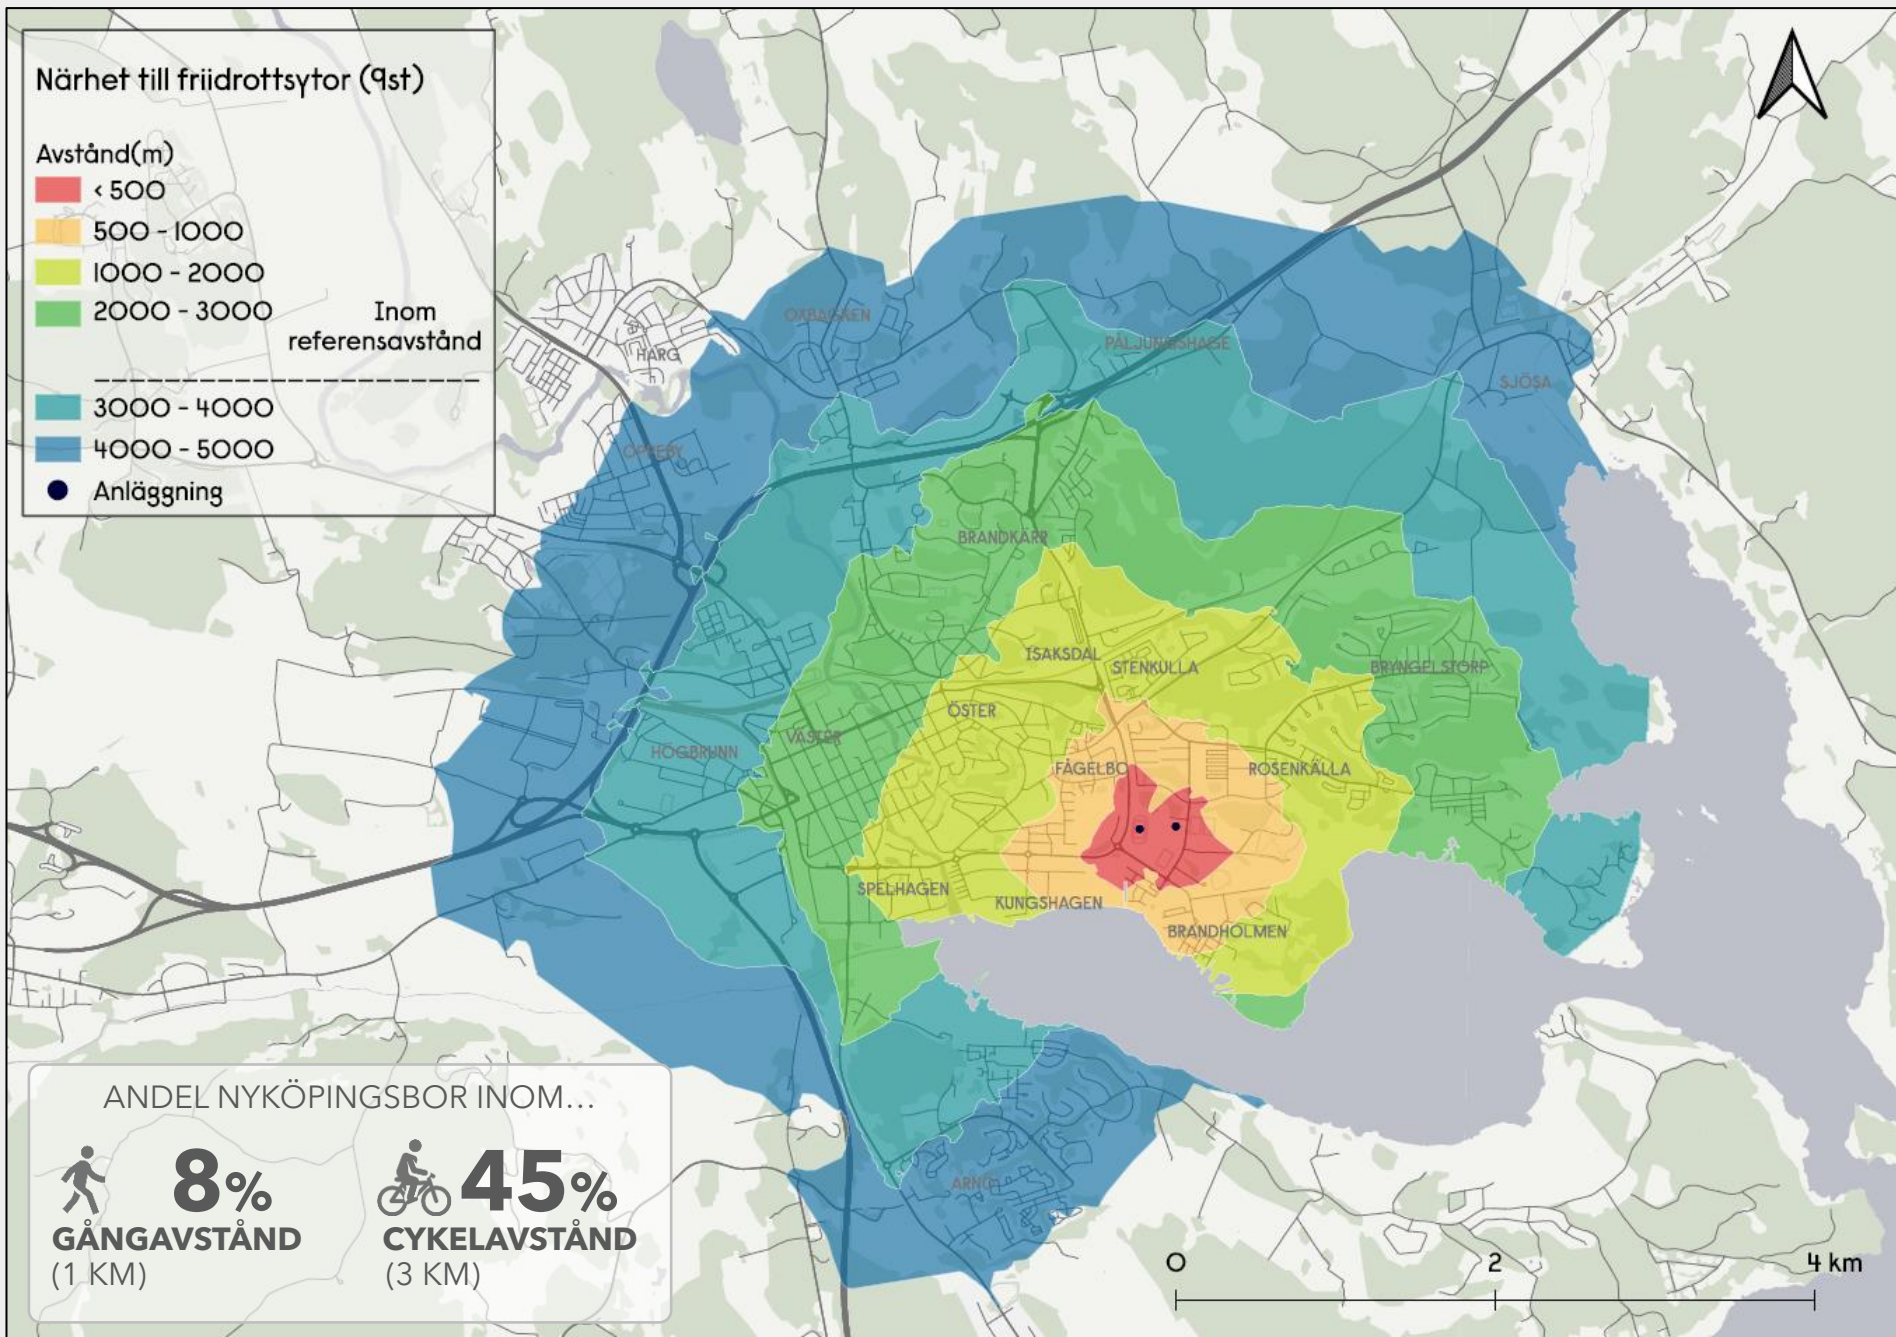 Närhet till friidrottsytor (9st)
Avstånd(m)
< 500
500 - 1000
1000 - 2000
2000 - 3000
Inom
referensavstånd
3000 - 4000
4000 - 5000
Anläggning
OXBACKEN
PÅLJUNGSHAGE
HARG
SJÖSA
OPPEBY
BRANDKÄRR
ISAKSDAL
STENKULLA
BRYNGELSTORP
ÖSTER
VÄSTER
HÖGBRUNN
FÅGELBO
ROSENKÄLLA
SPELHAGEN
KUNGSHAGEN
BRANDHOLMEN
ARNÖ
ANDEL NYKÖPINGSBOR INOM...
8%
GÅNGAVSTÅND
(1 KM)
45%
CYKELAVSTÅND
(3 KM)
0 2 4 km